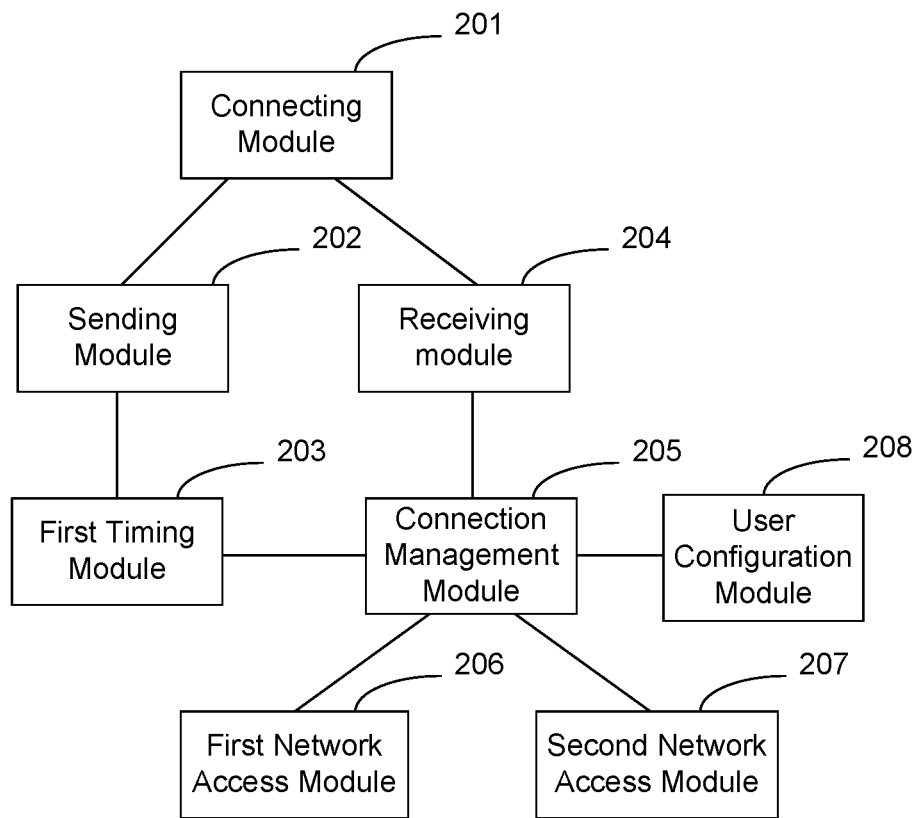 201
Connecting
Module
202
204
Sending
Module
Receiving
module
203
205
208
First Timing
Module
Connection
Management
Module
User
Configuration
Module
206
207
First Network
Access Module
Second Network
Access Module